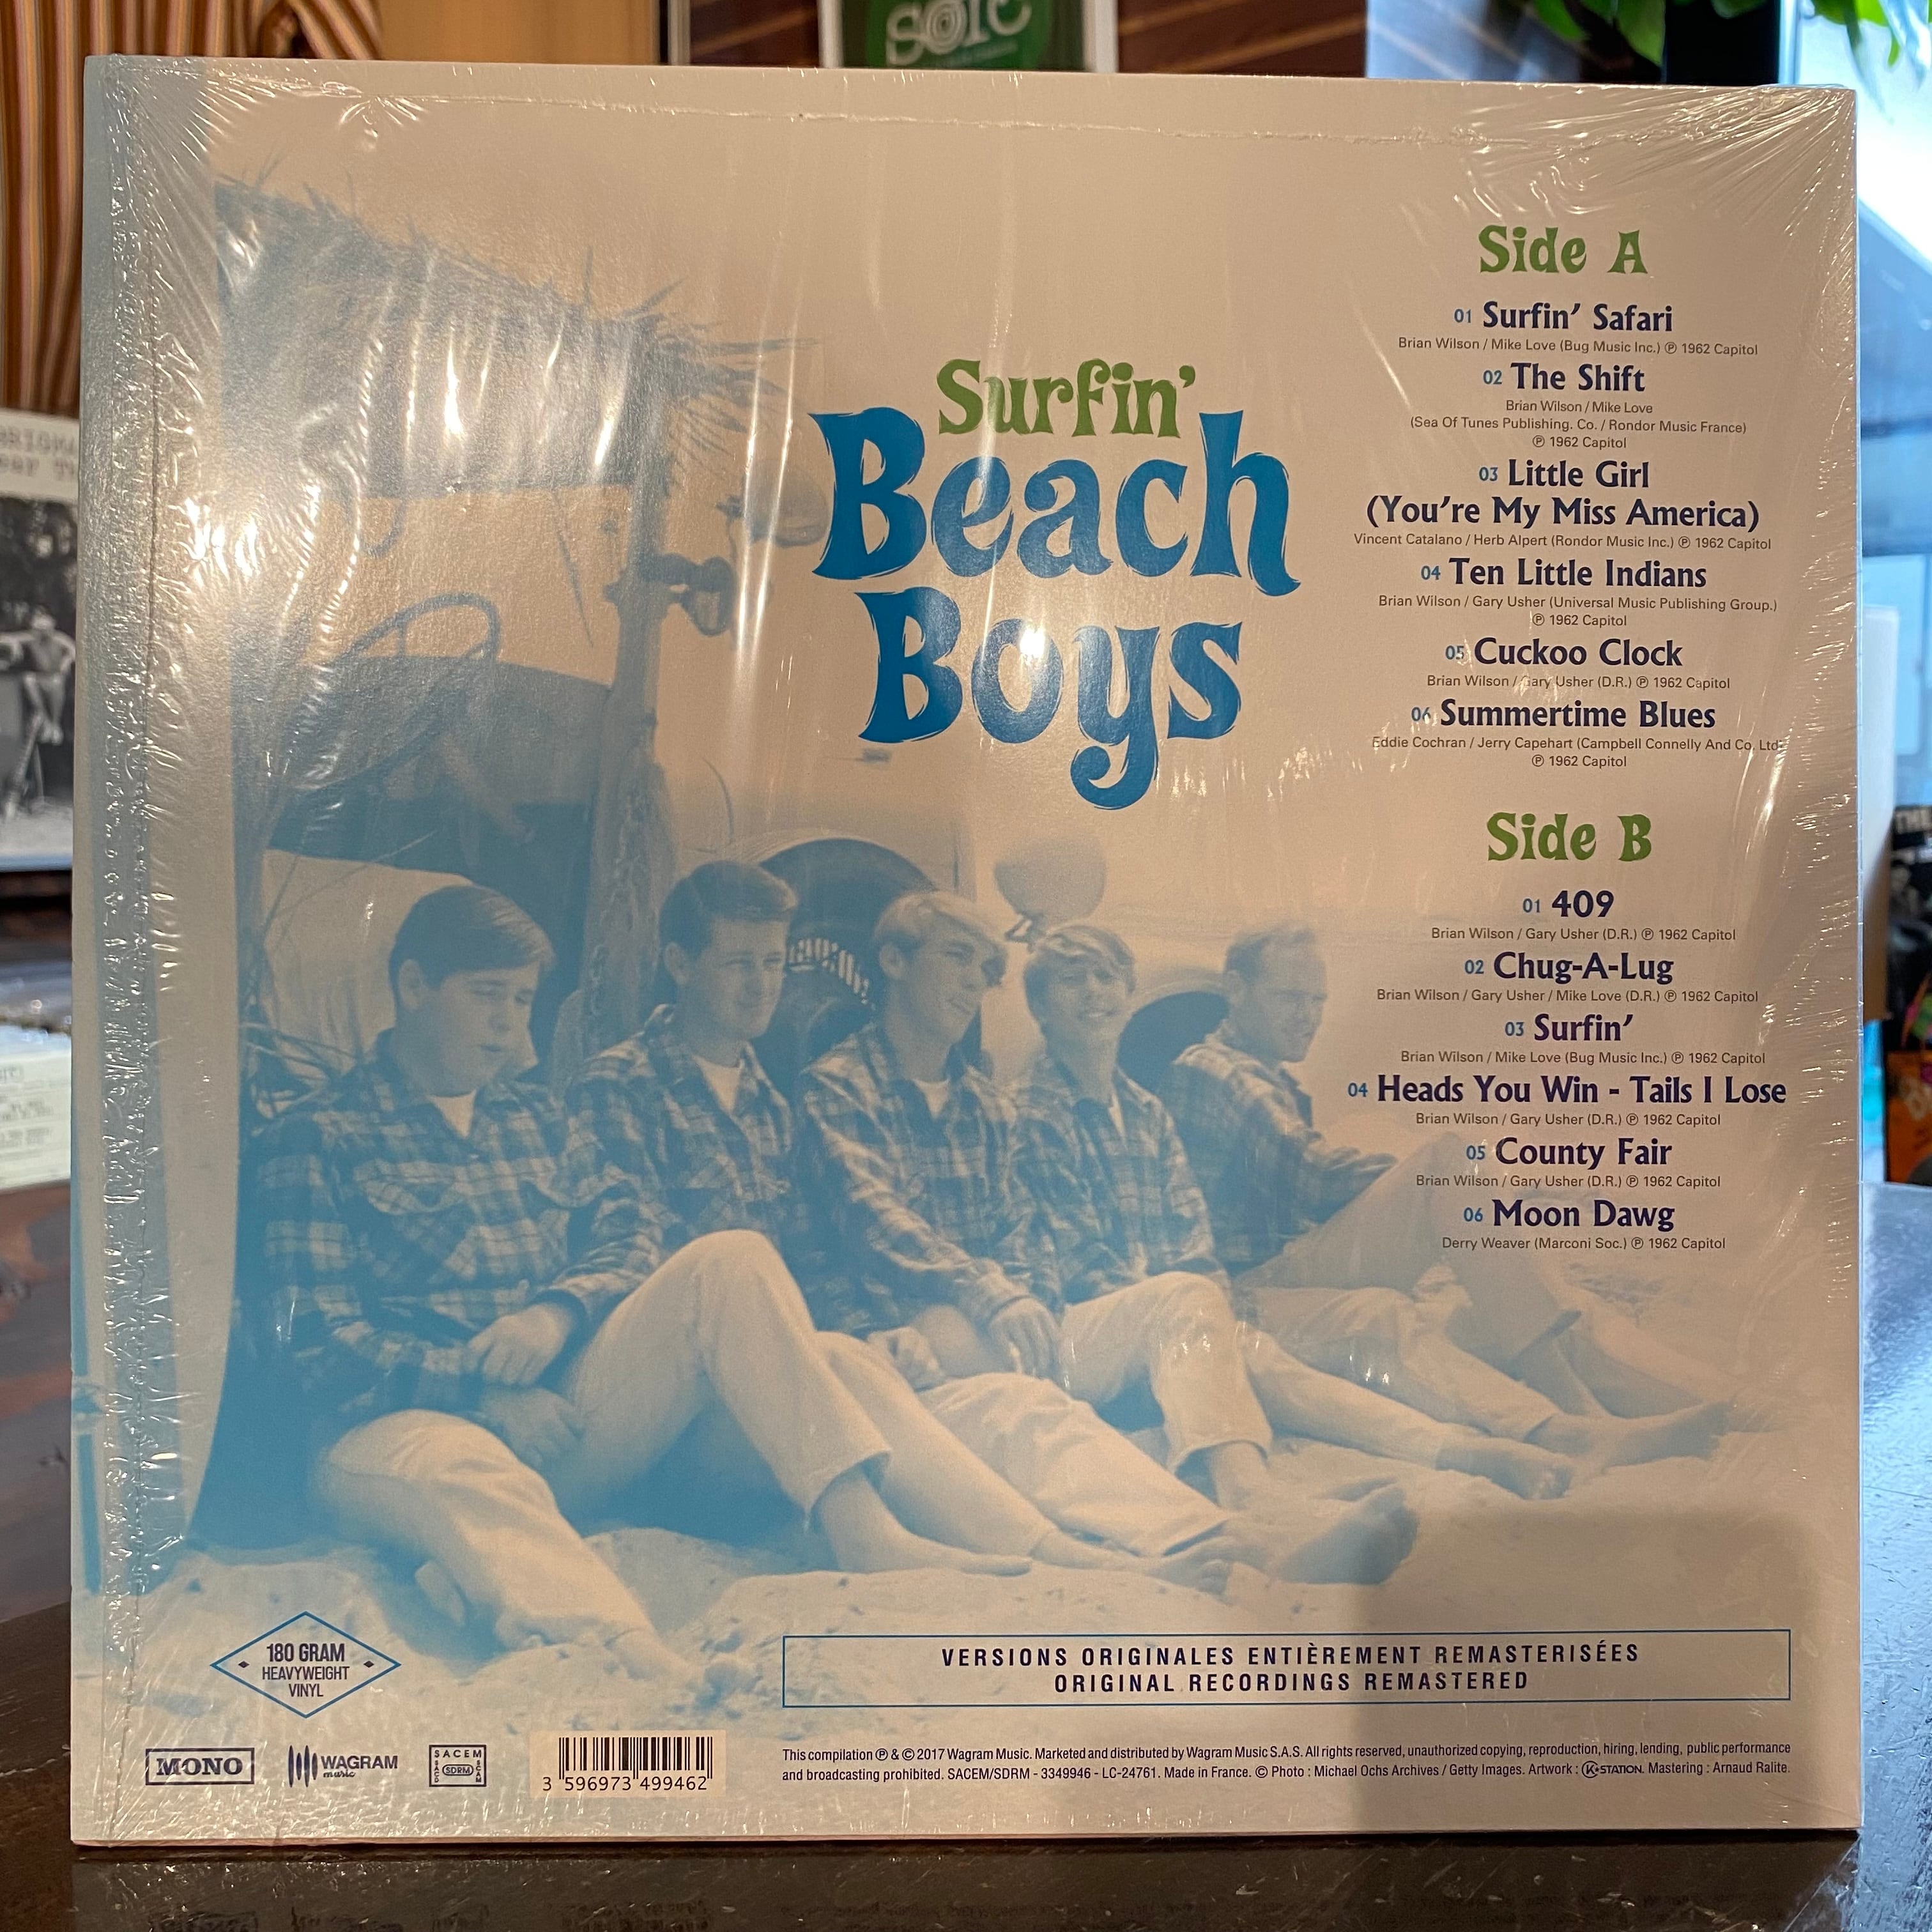 Surfin'
Beach
Boys
Side A
01 Surfin' Safari
Brian Wilson / Mike Love (Bug Music Inc.) ℗ 1962 Capitol
02 The Shift
Brian Wilson / Mike Love
(Sea Of Tunes Publishing. Co. / Rondor Music France)
℗ 1962 Capitol
03 Little Girl
(You're My Miss America)
Vincent Catalano / Herb Alpert (Rondor Music Inc.) ℗ 1962 Capitol
04 Ten Little Indians
Brian Wilson / Gary Usher (Universal Music Publishing Group.)
℗ 1962 Capitol
05 Cuckoo Clock
Brian Wilson / Gary Usher (D.R.) ℗ 1962 Capitol
06 Summertime Blues
Eddie Cochran / Jerry Capehart (Campbell Connelly And Co. Ltd.
℗ 1962 Capitol
Side B
01 409
Brian Wilson / Gary Usher (D.R.) ℗ 1962 Capitol
02 Chug-A-Lug
Brian Wilson / Gary Usher / Mike Love (D.R.) ℗ 1962 Capitol
03 Surfin'
Brian Wilson / Mike Love (Bug Music Inc.) ℗ 1962 Capitol
04 Heads You Win - Tails I Lose
Brian Wilson / Gary Usher (D.R.) ℗ 1962 Capitol
05 County Fair
Brian Wilson / Gary Usher (D.R.) ℗ 1962 Capitol
06 Moon Dawg
Derry Weaver (Marconi Soc.) ℗ 1962 Capitol
180 GRAM
HEAVYWEIGHT
VINYL
VERSIONS ORIGINALES ENTIÈREMENT REMASTERISÉES
ORIGINAL RECORDINGS REMASTERED
MONO
WAGRAM
music
SACEM
SDRM
3 596973 499462
This compilation ℗ & © 2017 Wagram Music. Marketed and distributed by Wagram Music S.A.S. All rights reserved, unauthorized copying, reproduction, hiring, lending, public performance
and broadcasting prohibited. SACEM/SDRM - 3349946 - LC-24761. Made in France. © Photo : Michael Ochs Archives / Getty Images. Artwork : K-STATION. Mastering : Arnaud Ralite.